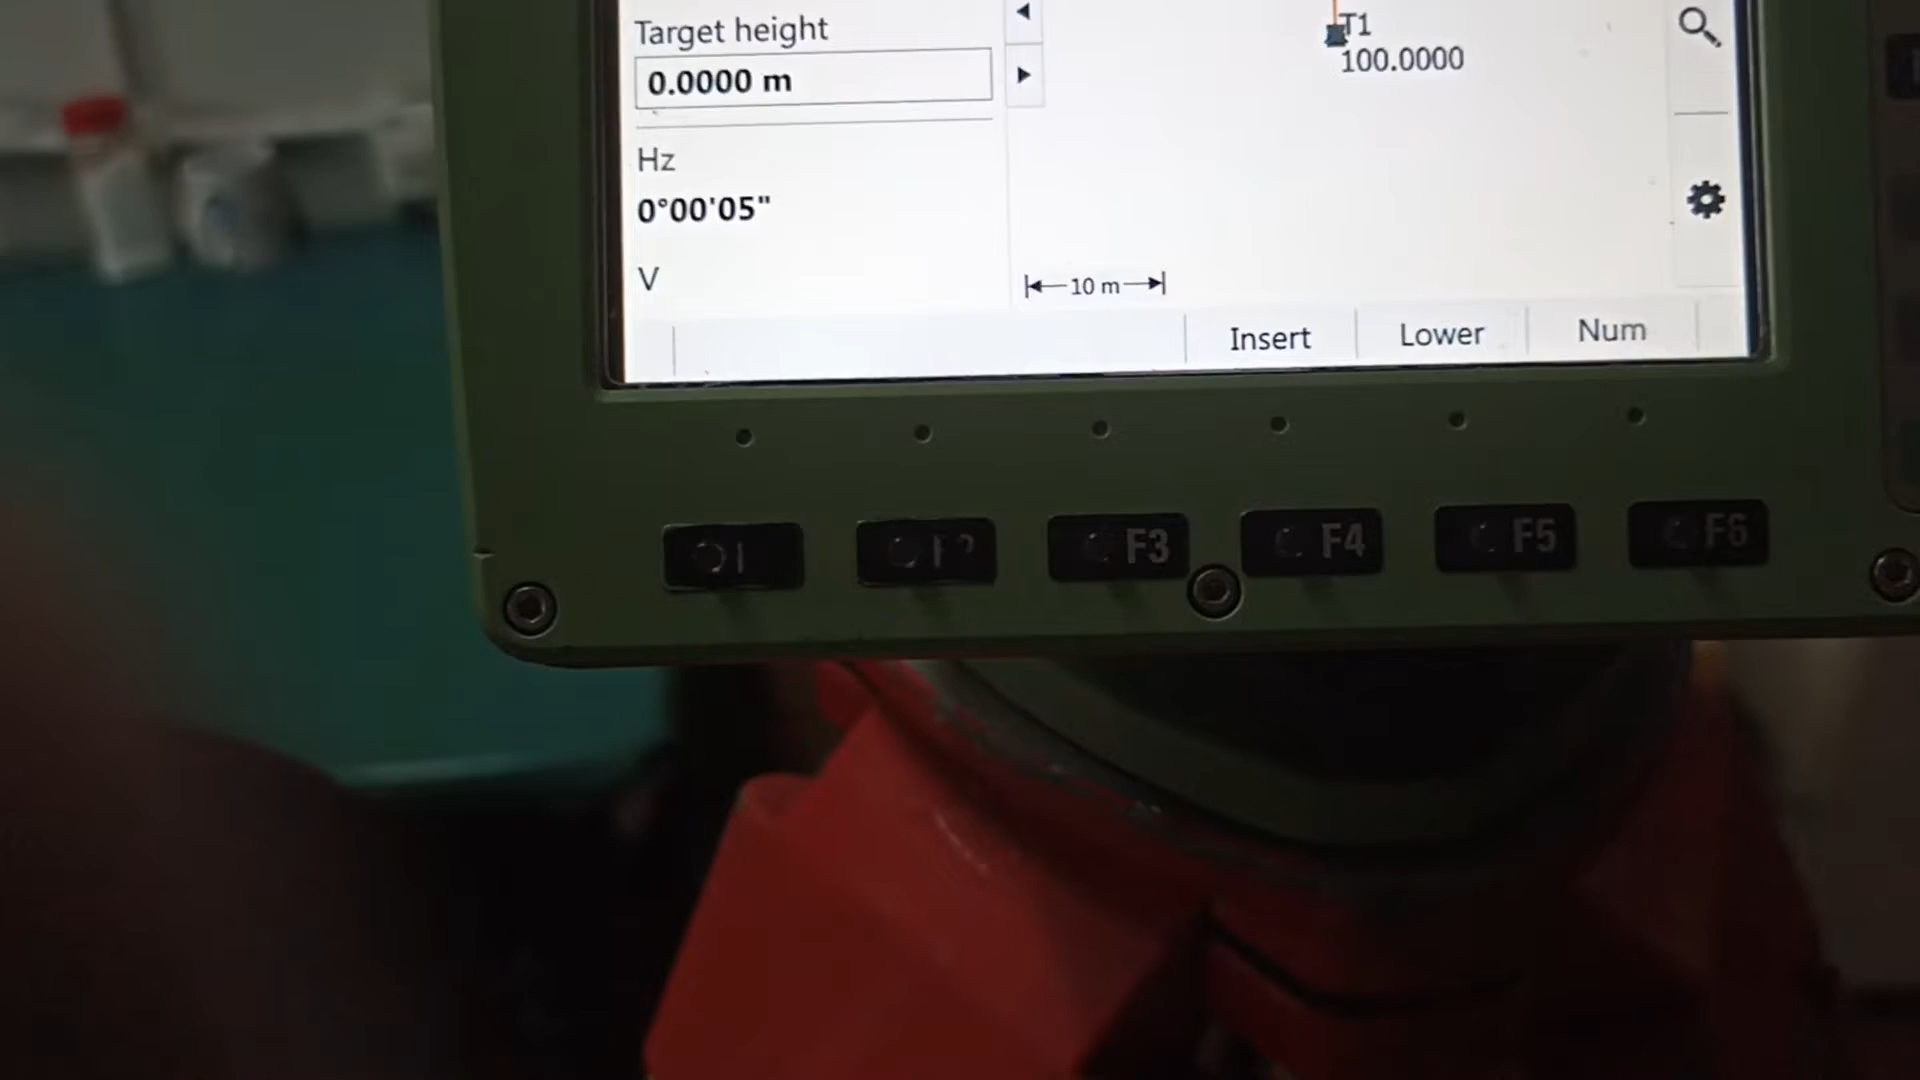 Target height
0.0000 m
Hz
0°00'05"
V
T1
100.0000
10 m
Insert
Lower
Num
F3
F4
F5
F6